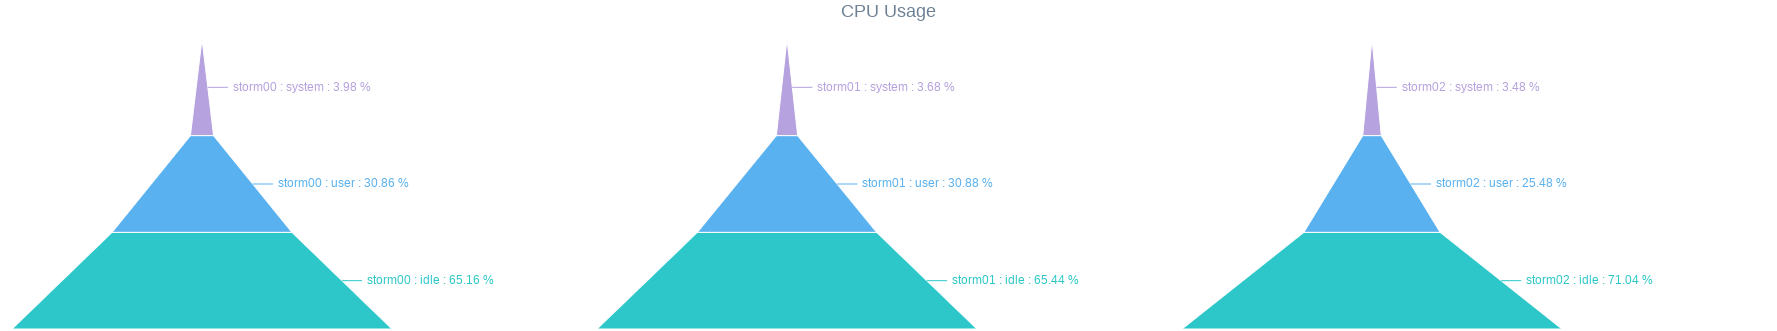 CPU Usage
storm00 : system : 3.98 %
storm01 : system : 3.68 %
storm02 : system : 3.48 %
storm00 : user : 30.86 %
storm01 : user : 30.88 %
storm02 : user : 25.48 %
storm00 : idle : 65.16 %
storm01 : idle : 65.44 %
storm02 : idle : 71.04 %